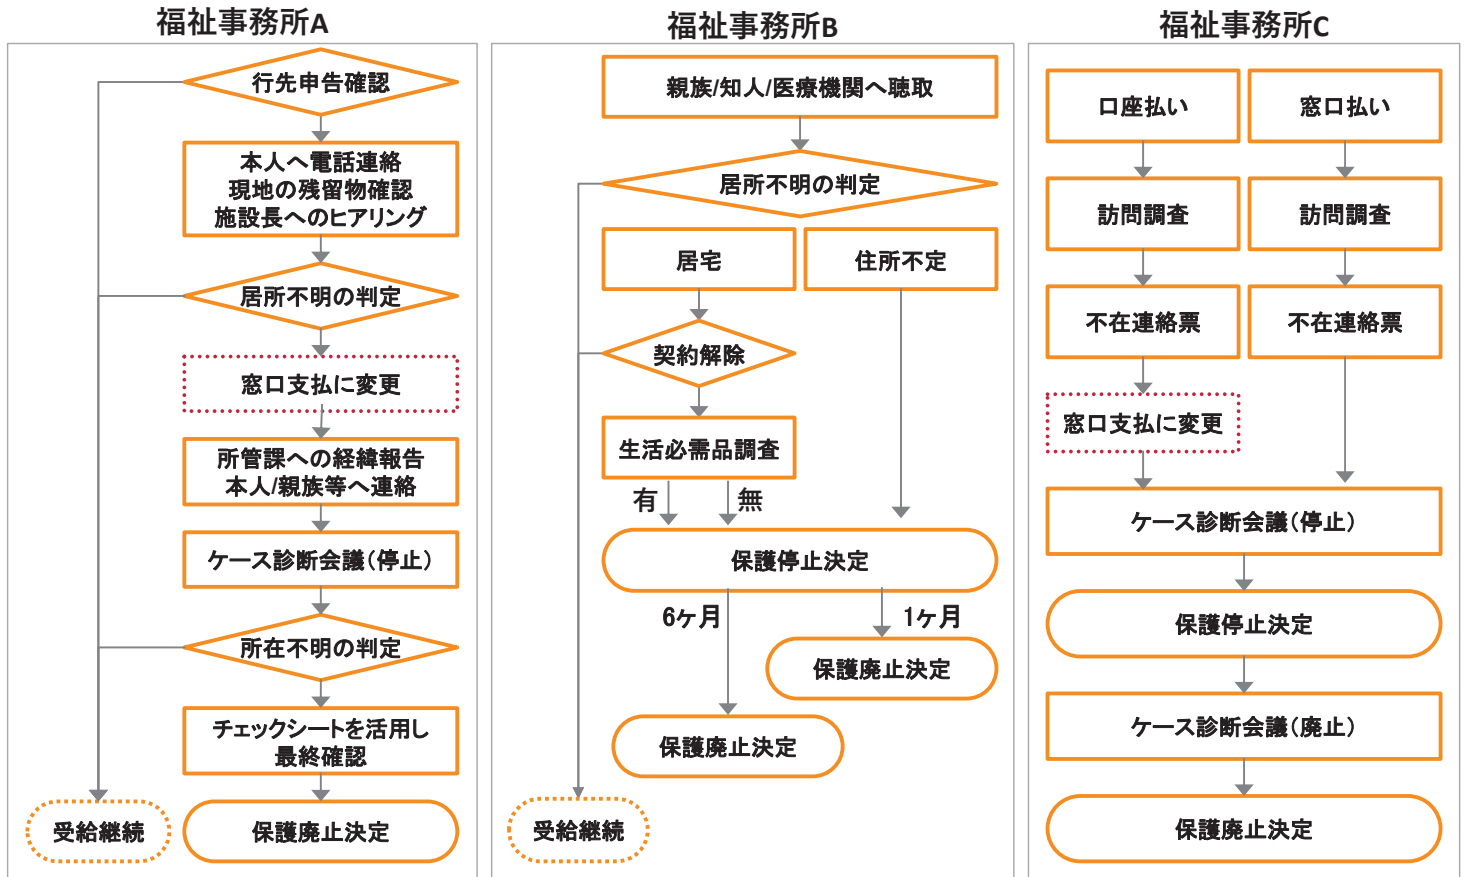 福祉事務所A
行先申告確認
本人へ電話連絡
現地の残留物確認
施設長へのヒアリング
居所不明の判定
窓口支払に変更
所管課への経緯報告
本人/親族等へ連絡
ケース診断会議(停止)
所在不明の判定
チェックシートを活用し
最終確認
受給継続
保護廃止決定
福祉事務所B
親族/知人/医療機関へ聴取
居所不明の判定
居宅
住所不定
契約解除
生活必需品調査
有
無
保護停止決定
6ヶ月
1ヶ月
保護廃止決定
保護廃止決定
受給継続
福祉事務所C
口座払い
窓口払い
訪問調査
訪問調査
不在連絡票
不在連絡票
窓口支払に変更
ケース診断会議(停止)
保護停止決定
ケース診断会議(廃止)
保護廃止決定